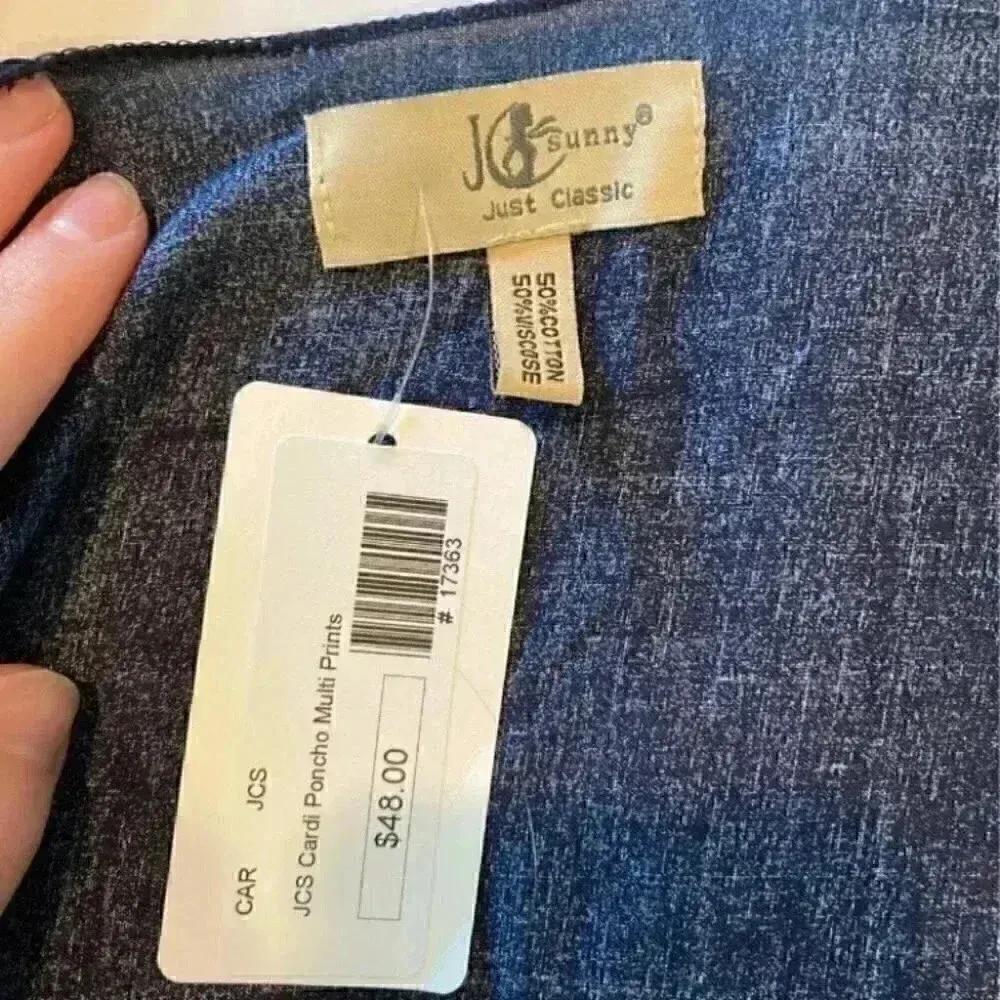 JC sunny®
Just Classic
50%COTTON
50%VISCOSE
# 17363
$48.00
JCS Cardi Poncho Multi Prints
CAR JCS